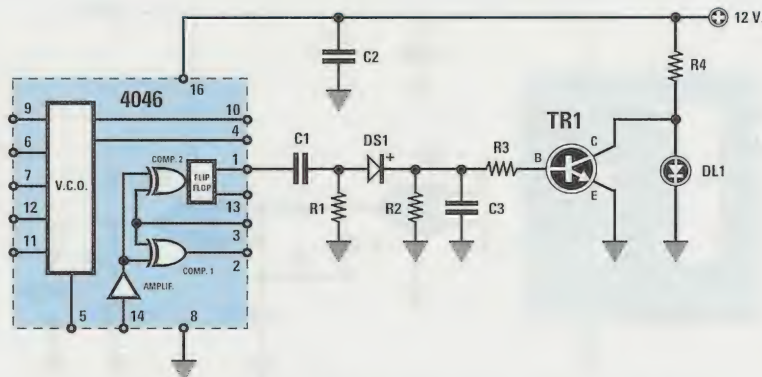 12 V
C2
R4
16
4046
9
10
6
4
7
12
11
V.C.O.
COMP. 2
FLIP
FLOP
1
13
3
2
COMP. 1
AMPLIF.
5
14
8
C1
DS1
+
R1
R2
C3
R3
TR1
B
C
E
DL1